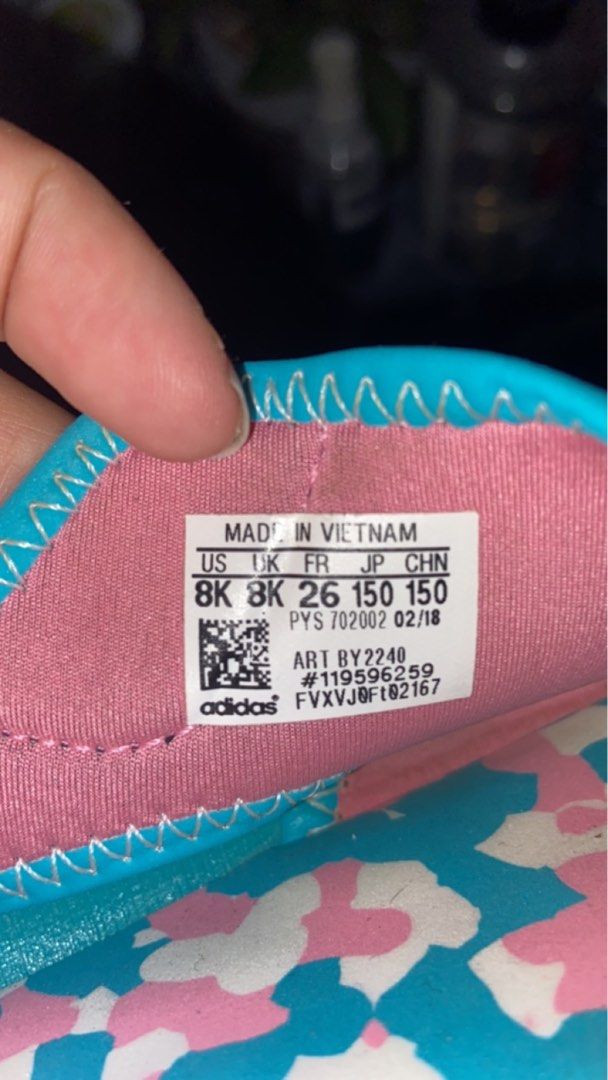 MADE IN VIETNAM
US UK FR JP CHN
8K 8K 26 150 150
PYS 702002 02/18
ART BY2240
#119596259
FVXVJ0Ft02167
adidas